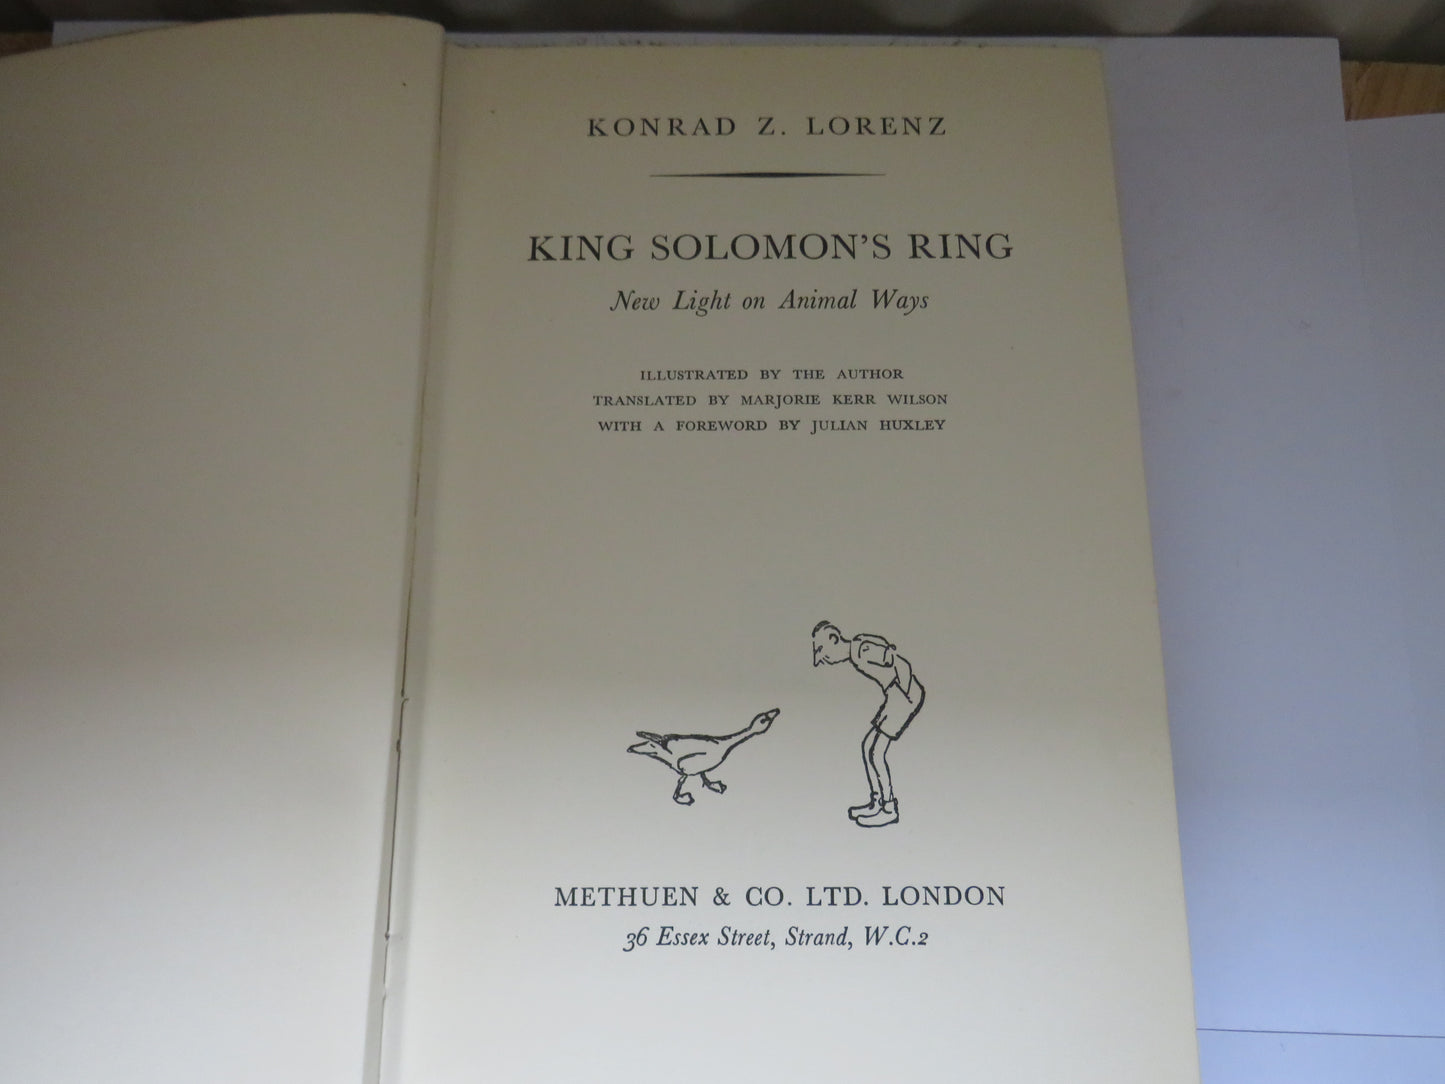 KONRAD Z. LORENZ
KING SOLOMON'S RING
New Light on Animal Ways
ILLUSTRATED BY THE AUTHOR
TRANSLATED BY MARJORIE KERR WILSON
WITH A FOREWORD BY JULIAN HUXLEY
METHUEN & CO. LTD. LONDON
36 Essex Street, Strand, W.C.2